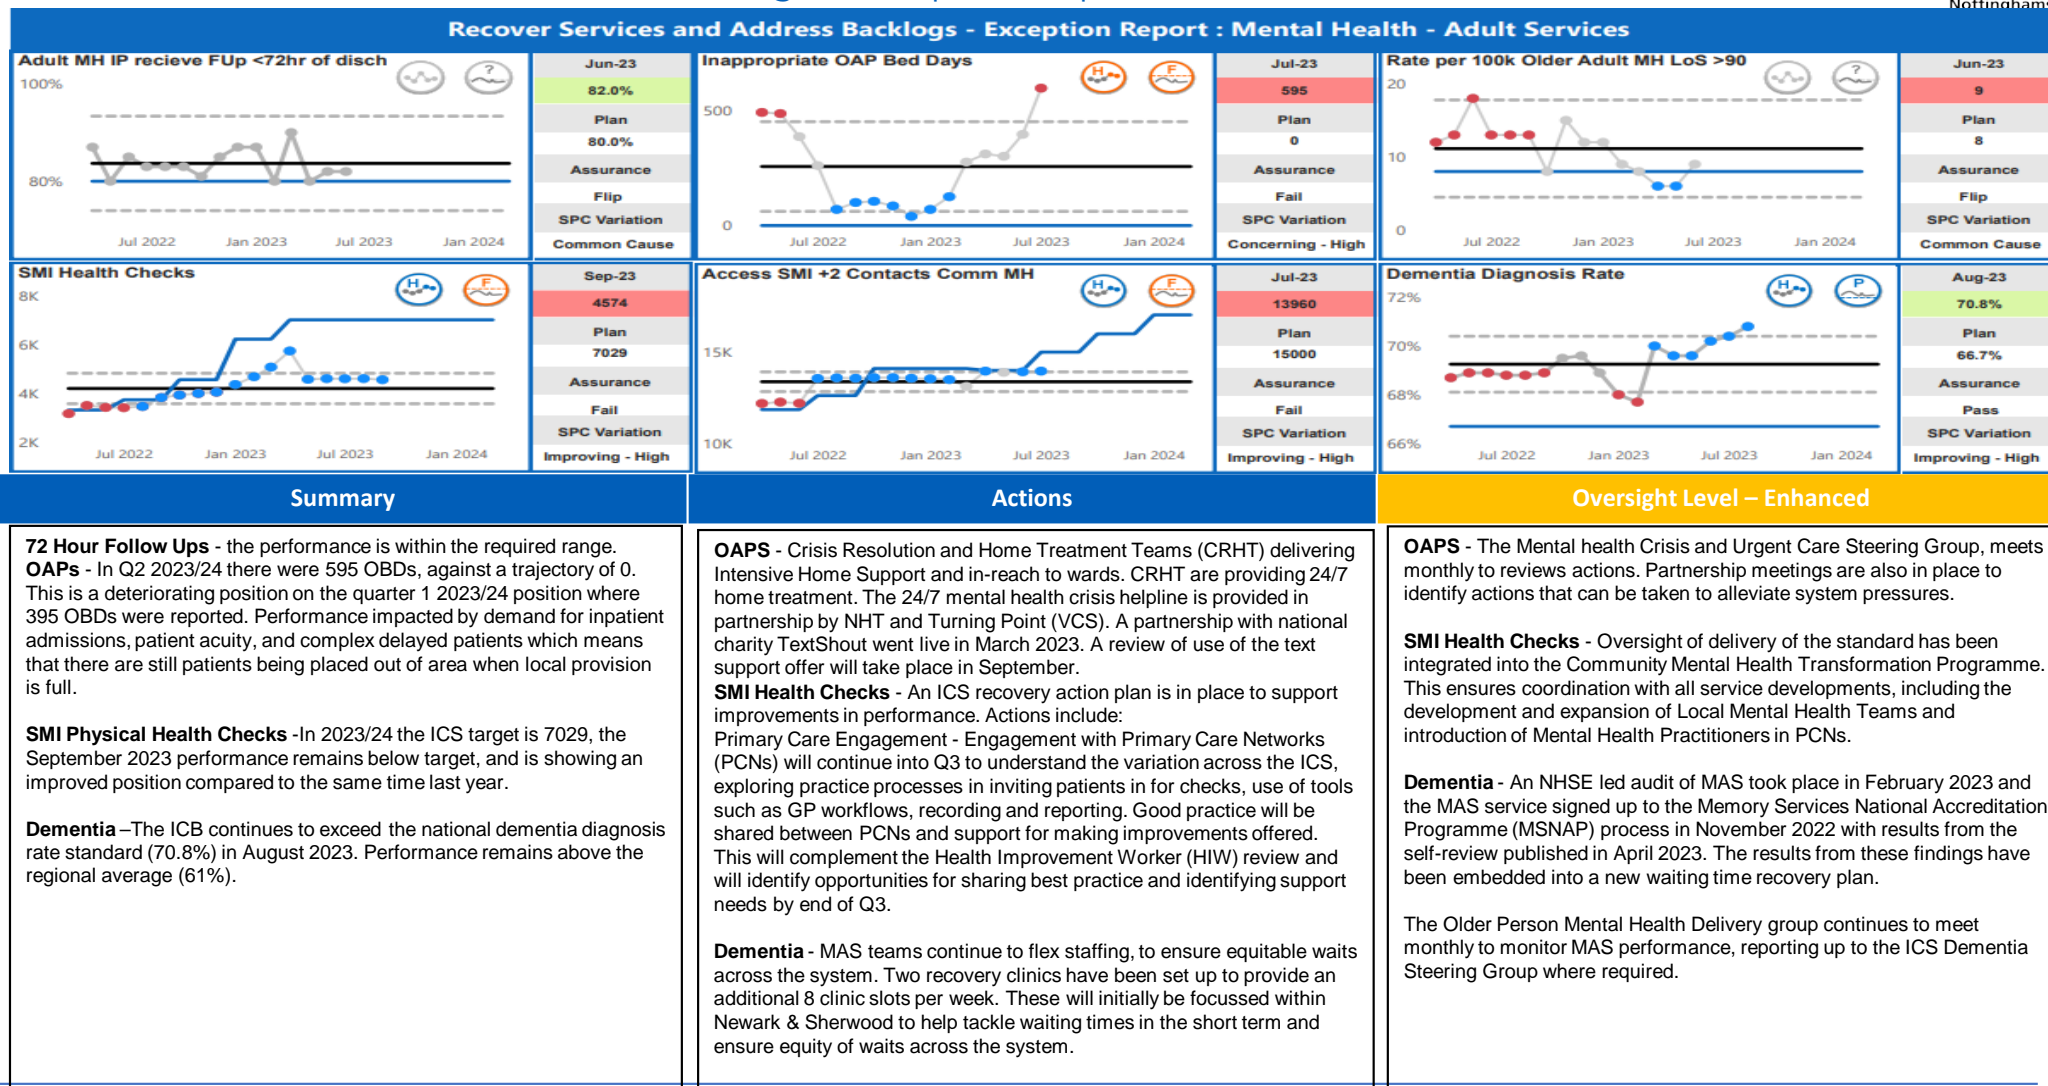 Nottinghams
Recover Services and Address Backlogs - Exception Report : Mental Health - Adult Services
Adult MH IP recieve FUp <72hr of disch
?
100%
80%
Jul 2022
Jan 2023
Jul 2023
Jan 2024
Jun-23
82.0%
Plan
80.0%
Assurance
Flip
SPC Variation
Common Cause
Inappropriate OAP Bed Days
H
F
500
0
Jul 2022
Jan 2023
Jul 2023
Jan 2024
Jul-23
595
Plan
0
Assurance
Fail
SPC Variation
Concerning - High
Rate per 100k Older Adult MH LoS >90
?
20
10
0
Jul 2022
Jan 2023
Jul 2023
Jan 2024
Jun-23
9
Plan
8
Assurance
Flip
SPC Variation
Common Cause
SMI Health Checks
H
F
8K
6K
4K
2K
Jul 2022
Jan 2023
Jul 2023
Jan 2024
Sep-23
4574
Plan
7029
Assurance
Fail
SPC Variation
Improving - High
Access SMI +2 Contacts Comm MH
H
F
15K
10K
Jul 2022
Jan 2023
Jul 2023
Jan 2024
Jul-23
13960
Plan
15000
Assurance
Fail
SPC Variation
Improving - High
Dementia Diagnosis Rate
H
P
72%
70%
68%
66%
Jul 2022
Jan 2023
Jul 2023
Jan 2024
Aug-23
70.8%
Plan
66.7%
Assurance
Pass
SPC Variation
Improving - High
Summary
72 Hour Follow Ups - the performance is within the required range.
OAPs - In Q2 2023/24 there were 595 OBDs, against a trajectory of 0.
This is a deteriorating position on the quarter 1 2023/24 position where
395 OBDs were reported. Performance impacted by demand for inpatient
admissions, patient acuity, and complex delayed patients which means
that there are still patients being placed out of area when local provision
is full.
SMI Physical Health Checks -In 2023/24 the ICS target is 7029, the
September 2023 performance remains below target, and is showing an
improved position compared to the same time last year.
Dementia –The ICB continues to exceed the national dementia diagnosis
rate standard (70.8%) in August 2023. Performance remains above the
regional average (61%).
Actions
OAPS - Crisis Resolution and Home Treatment Teams (CRHT) delivering
Intensive Home Support and in-reach to wards. CRHT are providing 24/7
home treatment. The 24/7 mental health crisis helpline is provided in
partnership by NHT and Turning Point (VCS). A partnership with national
charity TextShout went live in March 2023. A review of use of the text
support offer will take place in September.
SMI Health Checks - An ICS recovery action plan is in place to support
improvements in performance. Actions include:
Primary Care Engagement - Engagement with Primary Care Networks
(PCNs) will continue into Q3 to understand the variation across the ICS,
exploring practice processes in inviting patients in for checks, use of tools
such as GP workflows, recording and reporting. Good practice will be
shared between PCNs and support for making improvements offered.
This will complement the Health Improvement Worker (HIW) review and
will identify opportunities for sharing best practice and identifying support
needs by end of Q3.
Dementia - MAS teams continue to flex staffing, to ensure equitable waits
across the system. Two recovery clinics have been set up to provide an
additional 8 clinic slots per week. These will initially be focussed within
Newark & Sherwood to help tackle waiting times in the short term and
ensure equity of waits across the system.
Oversight Level – Enhanced
OAPS - The Mental health Crisis and Urgent Care Steering Group, meets
monthly to reviews actions. Partnership meetings are also in place to
identify actions that can be taken to alleviate system pressures.
SMI Health Checks - Oversight of delivery of the standard has been
integrated into the Community Mental Health Transformation Programme.
This ensures coordination with all service developments, including the
development and expansion of Local Mental Health Teams and
introduction of Mental Health Practitioners in PCNs.
Dementia - An NHSE led audit of MAS took place in February 2023 and
the MAS service signed up to the Memory Services National Accreditation
Programme (MSNAP) process in November 2022 with results from the
self-review published in April 2023. The results from these findings have
been embedded into a new waiting time recovery plan.
The Older Person Mental Health Delivery group continues to meet
monthly to monitor MAS performance, reporting up to the ICS Dementia
Steering Group where required.